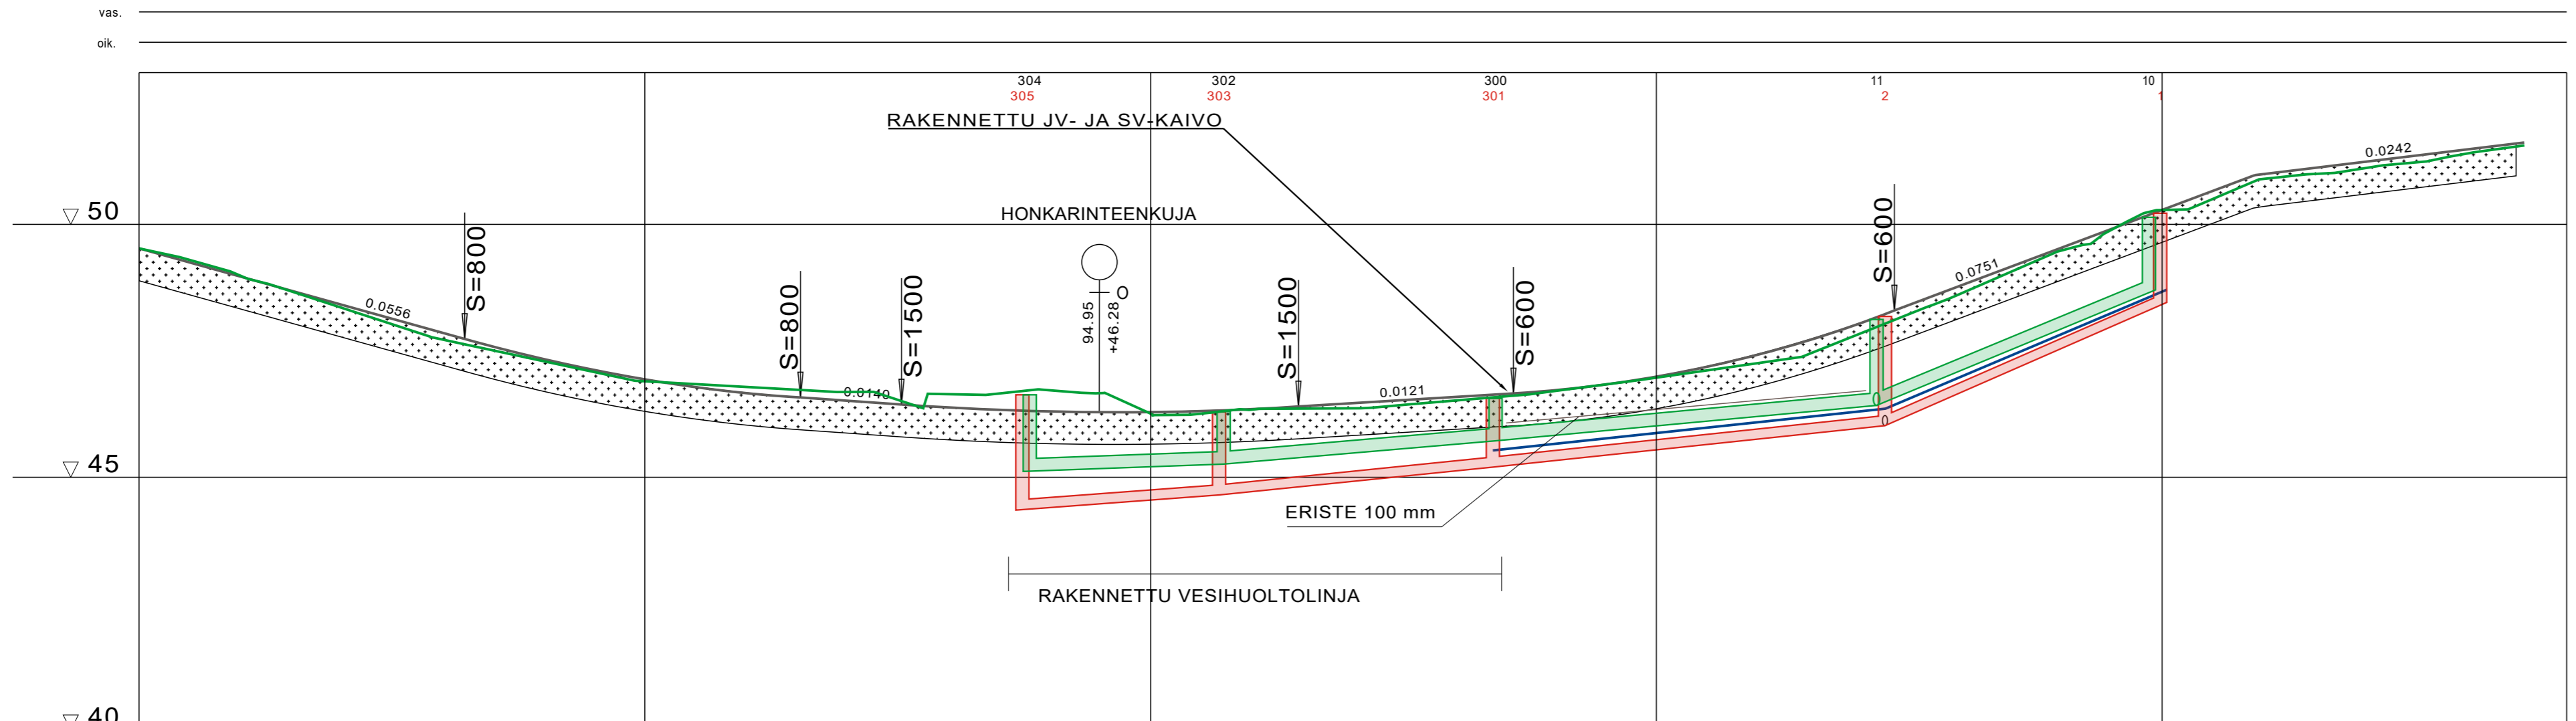 vas.
oik.
304 302 300 11 10
305 303 301 2 1
RAKENNETTU JV- JA SV-KAIVO
0.0242
50
HONKARINTEENKUJA
S=800
S=600
0.0751
0.0556
S=800
S=1500
94.95
+46.28
O
S=1500
S=600
0.0140
0.0121
0
0
45
ERISTE 100 mm
RAKENNETTU VESIHUOLTOLINJA
40